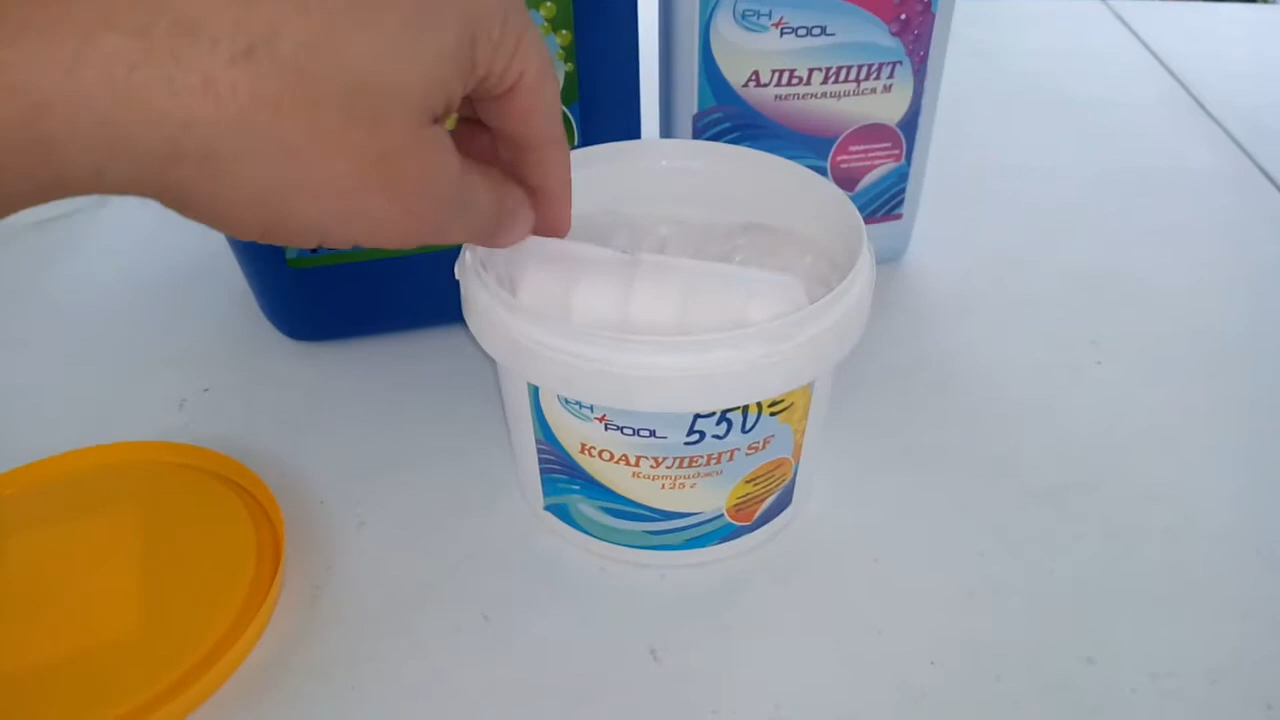 PH
POOL
АЛЬГИЦИТ
непенящийся М
PH
POOL
550=
КОАГУЛЕНТ SF
Картриджи
125 г